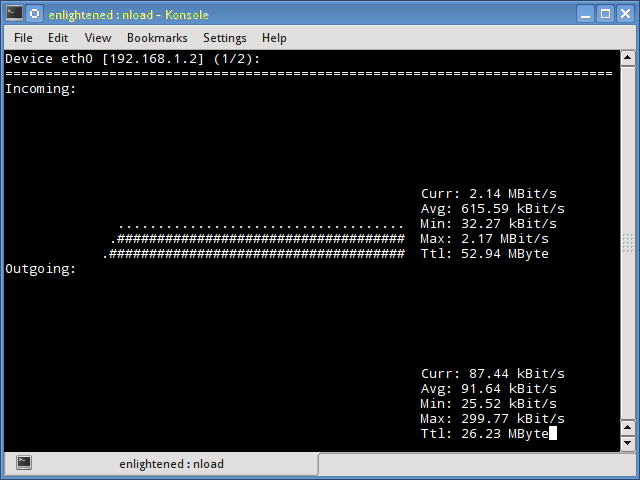 enlightened : nload - Konsole
File Edit View Bookmarks Settings Help
Device eth0 [192.168.1.2] (1/2):
============================================================================
Incoming:
Curr: 2.14 MBit/s
Avg: 615.59 kBit/s
.................................... Min: 32.27 kBit/s
.#################################### Max: 2.17 MBit/s
.##################################### Ttl: 52.94 MByte
Outgoing:
Curr: 87.44 kBit/s
Avg: 91.64 kBit/s
Min: 25.52 kBit/s
Max: 299.77 kBit/s
Ttl: 26.23 MByte
enlightened : nload